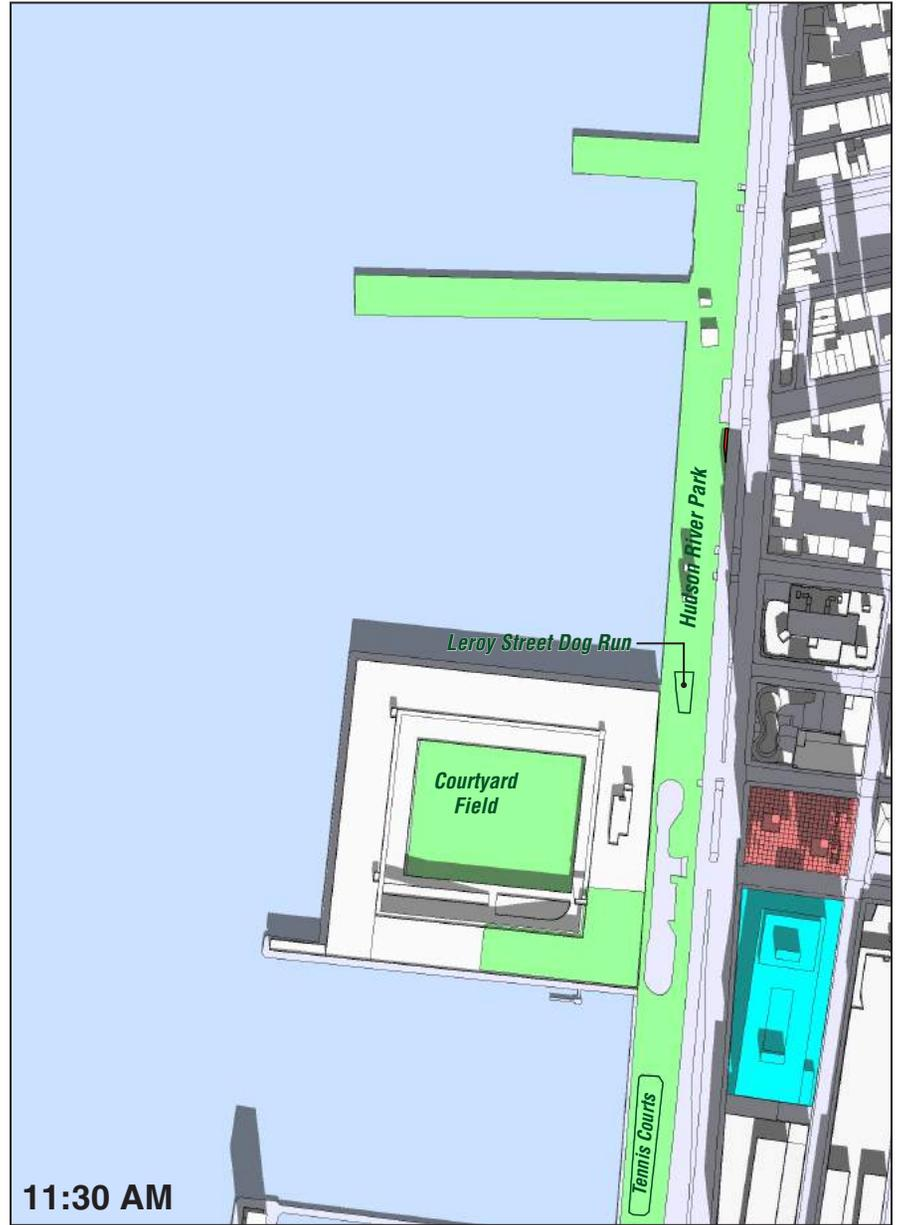 Hudson River Park
Leroy Street Dog Run
Courtyard
Field
Tennis Courts
11:30 AM